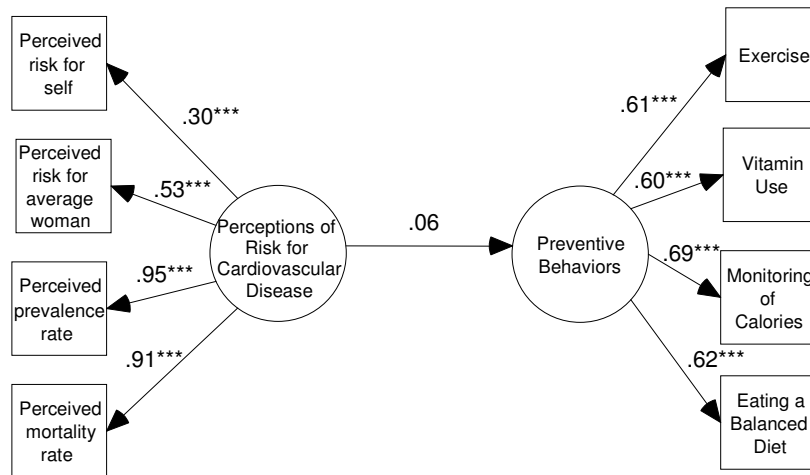 Perceived
risk for
self
.30***
Perceived
risk for
average
woman
.53***
Perceived
prevalence
rate
.95***
Perceived
mortality
rate
.91***
Perceptions of
Risk for
Cardiovascular
Disease
.06
Preventive
Behaviors
.61***
Exercise
.60***
Vitamin
Use
.69***
Monitoring
of
Calories
.62***
Eating a
Balanced
Diet